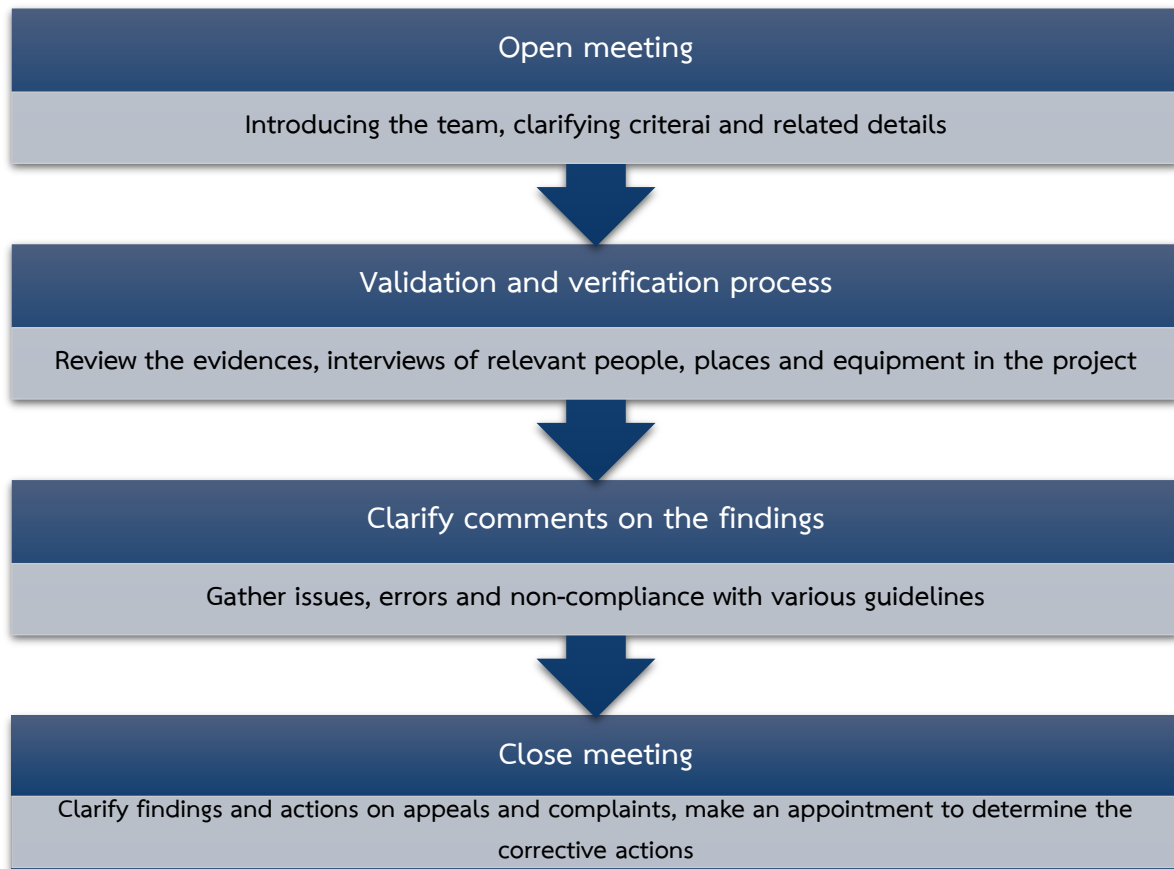 Open meeting
Introducing the team, clarifying criterai and related details
Validation and verification process
Review the evidences, interviews of relevant people, places and equipment in the project
Clarify comments on the findings
Gather issues, errors and non-compliance with various guidelines
Close meeting
Clarify findings and actions on appeals and complaints, make an appointment to determine the
corrective actions